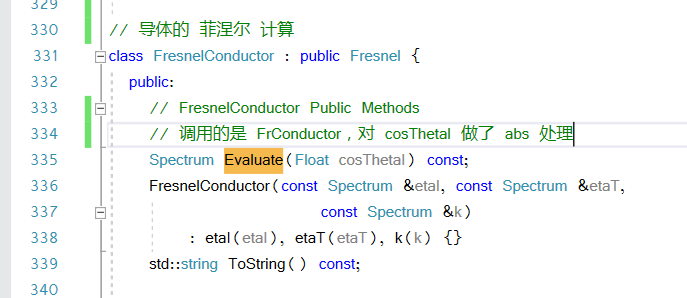 329
330 // 导体的 菲涅尔 计算
331 class FresnelConductor : public Fresnel {
332 public:
333 // FresnelConductor Public Methods
334 // 调用的是 FrConductor，对 cosThetaI 做了 abs 处理
335 Spectrum Evaluate(Float cosThetaI) const;
336 FresnelConductor(const Spectrum &etaI, const Spectrum &etaT,
337 const Spectrum &k)
338 : etaI(etaI), etaT(etaT), k(k) {}
339 std::string ToString() const;
340